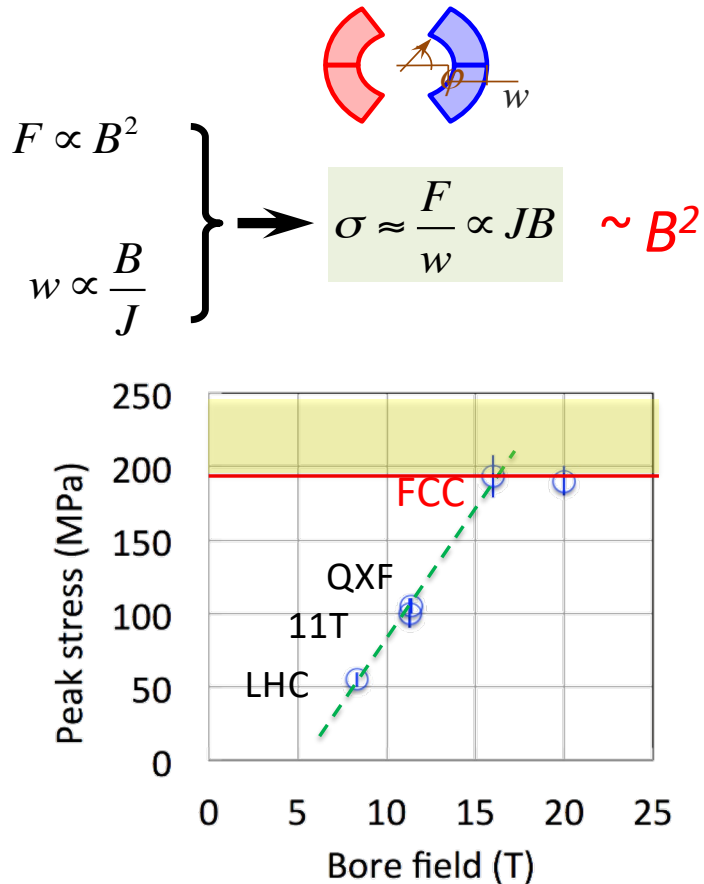 φ
w
F ∝ B²
w ∝ B/J
σ ≈ F/w ∝ JB
~ B²
Peak stress (MPa)
250
200
150
100
50
0
FCC
QXF
11T
LHC
0 5 10 15 20 25
Bore field (T)